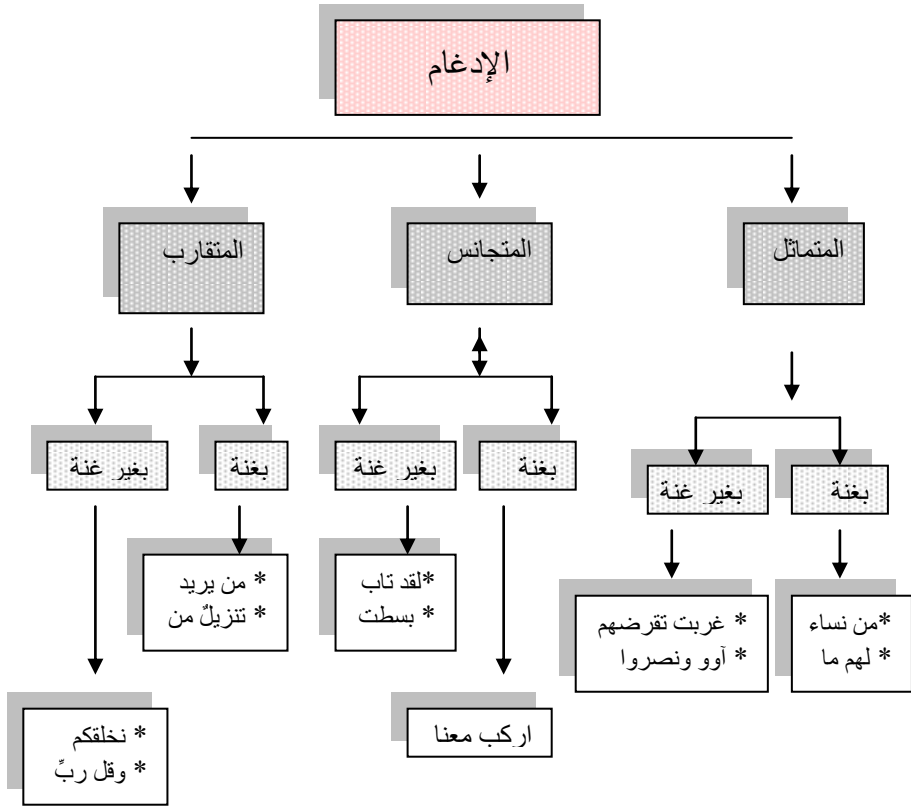 الإدغام
المتماثل
المتجانس
المتقارب
بغنة
بغير غنة
بغنة
بغير غنة
بغنة
بغير غنة
*من نساء
* لهم ما
* غربت تقرضهم
* آوو ونصروا
*لقد تاب
* بسطت
* من يريد
* تنزيلٌ من
اركب معنا
* نخلقكم
* وقل ربِّ